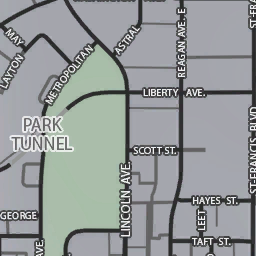 MAY
LAYTON
METROPOLITAN
ASTRAL
REAGAN AVE.
ST-FRANCIS BLVD.
LIBERTY AVE.
PARK
TUNNEL
SCOTT ST.
LINCOLN AVE.
HAYES ST.
LEET
GEORGE
TAFT ST.
AVE